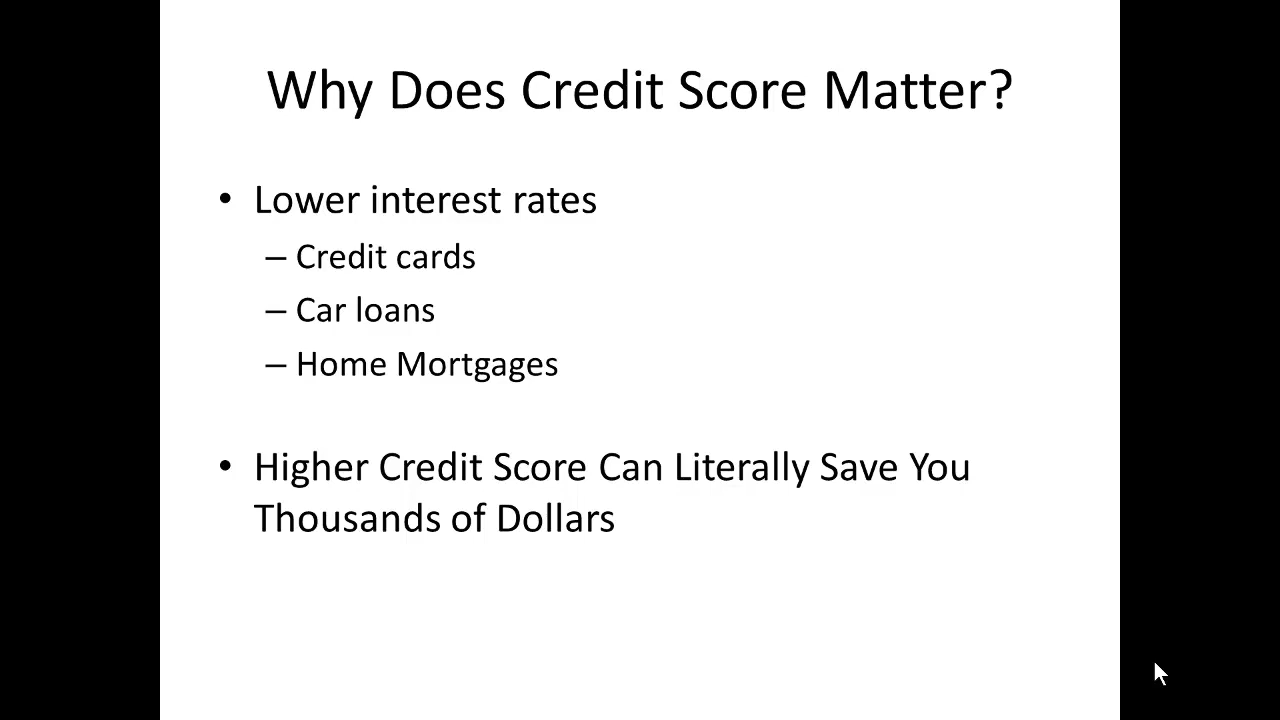 Why Does Credit Score Matter?
• Lower interest rates
– Credit cards
– Car loans
– Home Mortgages
• Higher Credit Score Can Literally Save You
Thousands of Dollars